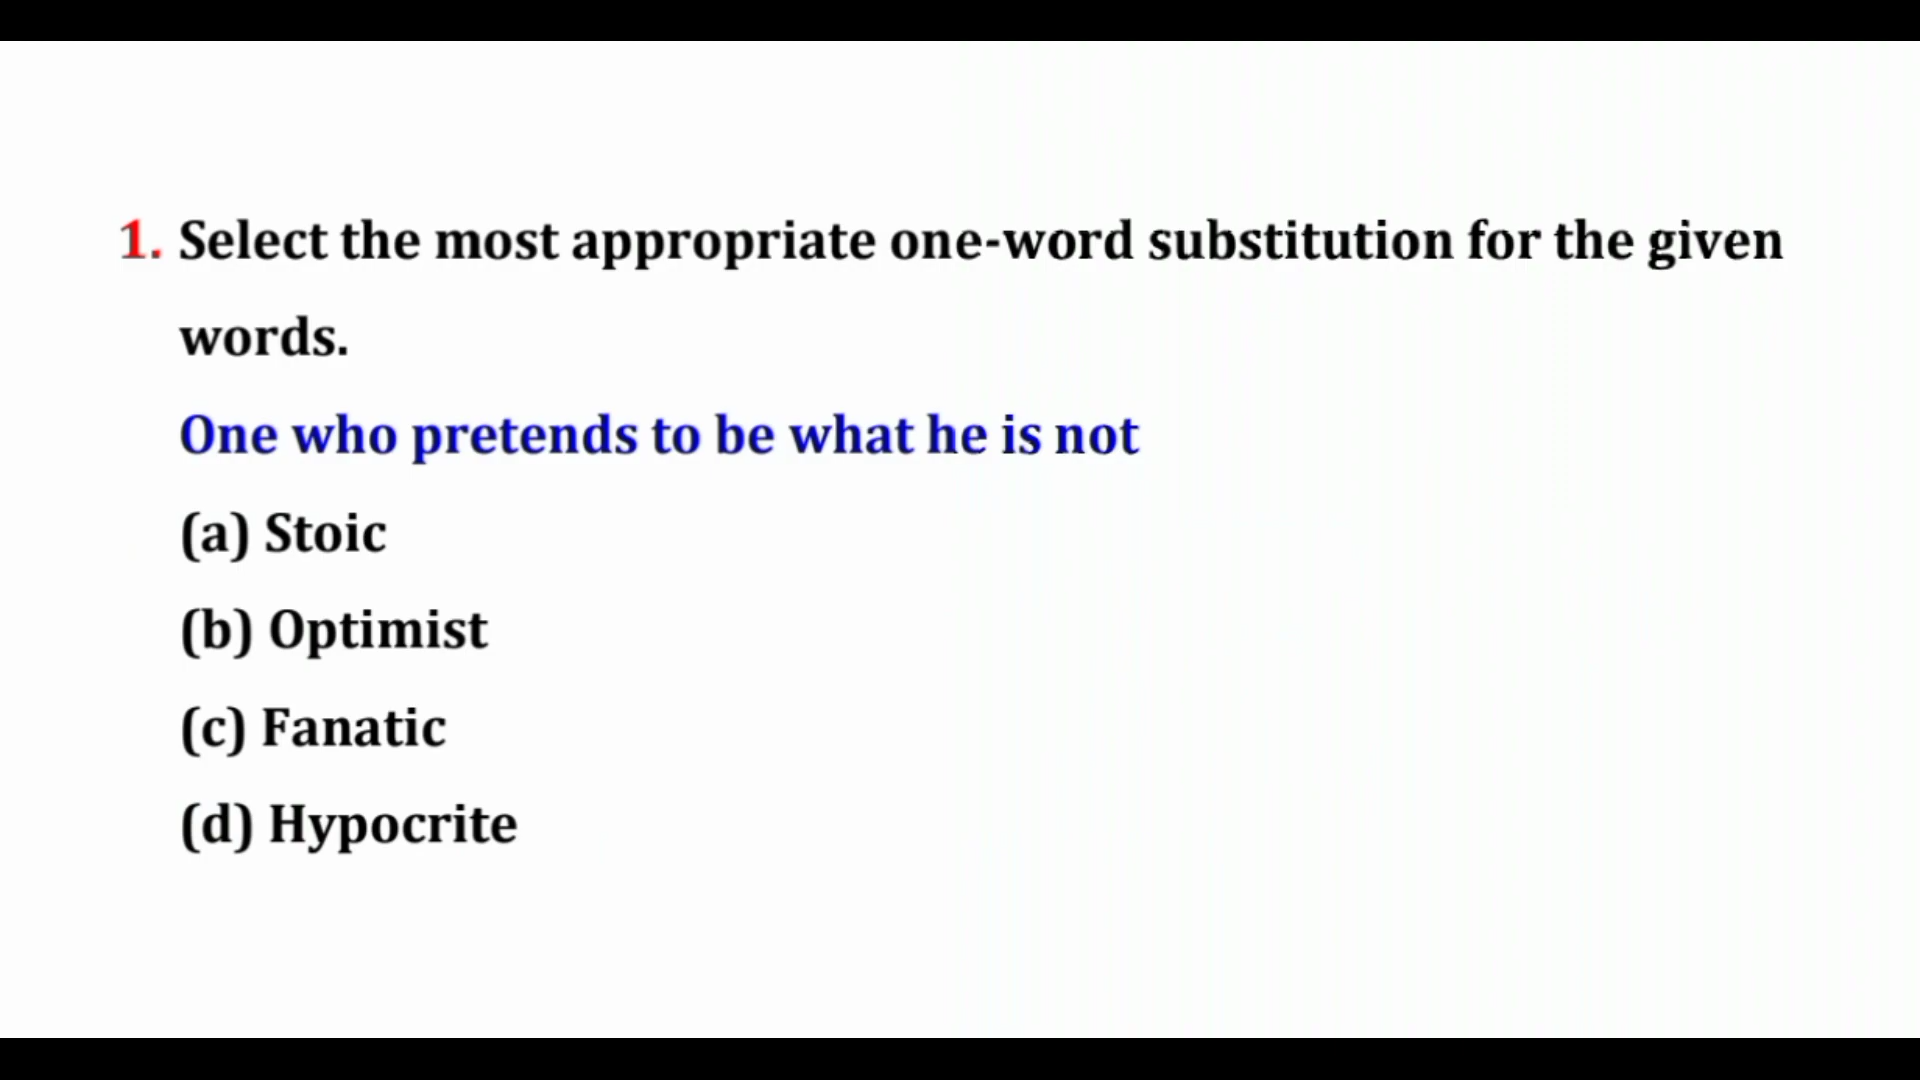 1. Select the most appropriate one-word substitution for the given
words.
One who pretends to be what he is not
(a) Stoic
(b) Optimist
(c) Fanatic
(d) Hypocrite